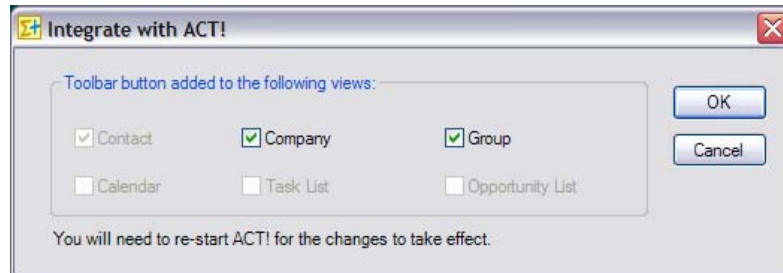 Integrate with ACT!
Toolbar button added to the following views:
OK
Contact Company Group
Cancel
Calendar Task List Opportunity List
You will need to re-start ACT! for the changes to take effect.